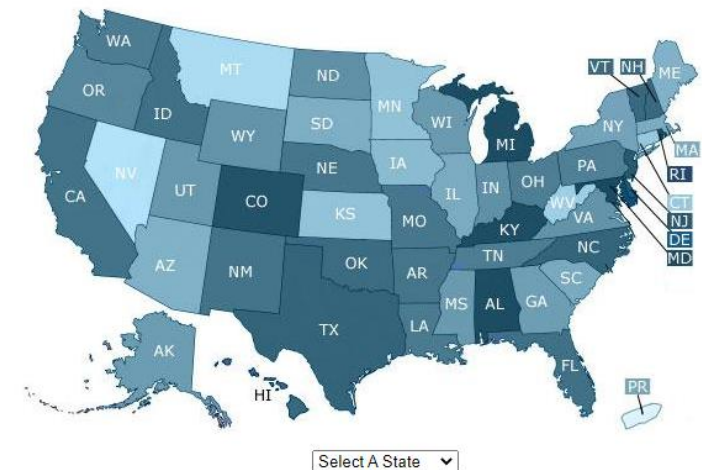 WA
MT
ND
VT NH ME
OR
MN
ID
WI
SD
NY
WY
MI
MA
IA
PA
RI
NE
NV
OH
IL IN
UT
CT
CO
WV
CA
NJ
KS
VA
MO
KY
DE
NC
MD
TN
OK
AZ
NM
AR
SC
MS AL GA
TX
LA
AK
FL
PR
HI
Select A State